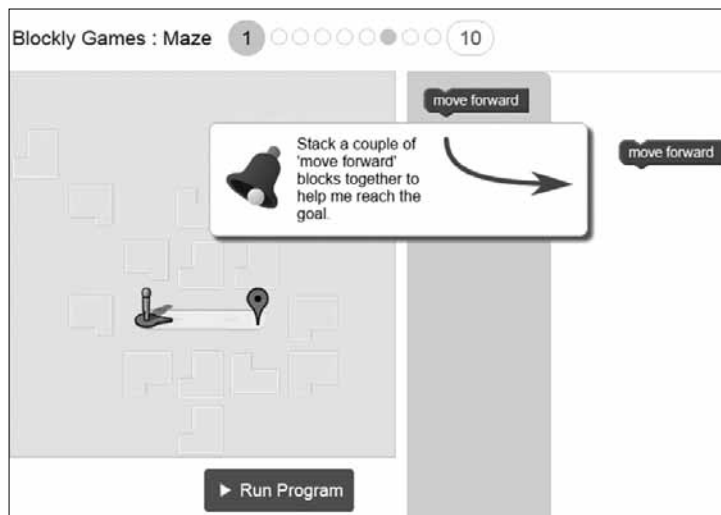 Blockly Games : Maze 1 10
move forward
Stack a couple of
'move forward'
blocks together to
help me reach the
goal.
move forward
Run Program